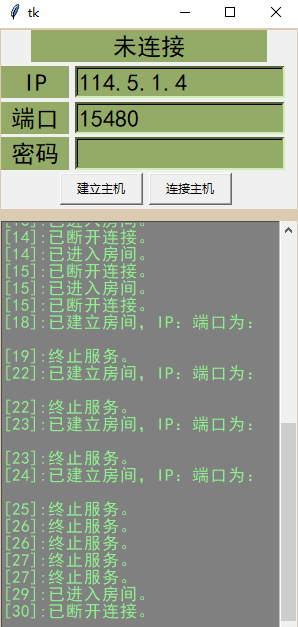 tk
未连接
IP
114.5.1.4
端口
15480
密码
建立主机
连接主机
[13]:已进入房间。
[14]:已断开连接。
[14]:已进入房间。
[15]:已断开连接。
[15]:已进入房间。
[15]:已断开连接。
[18]:已建立房间，IP：端口为：
[19]:终止服务。
[22]:已建立房间，IP：端口为：
[22]:终止服务。
[23]:已建立房间，IP：端口为：
[23]:终止服务。
[24]:已建立房间，IP：端口为：
[25]:终止服务。
[26]:终止服务。
[26]:终止服务。
[27]:终止服务。
[27]:终止服务。
[29]:已进入房间。
[30]:已断开连接。